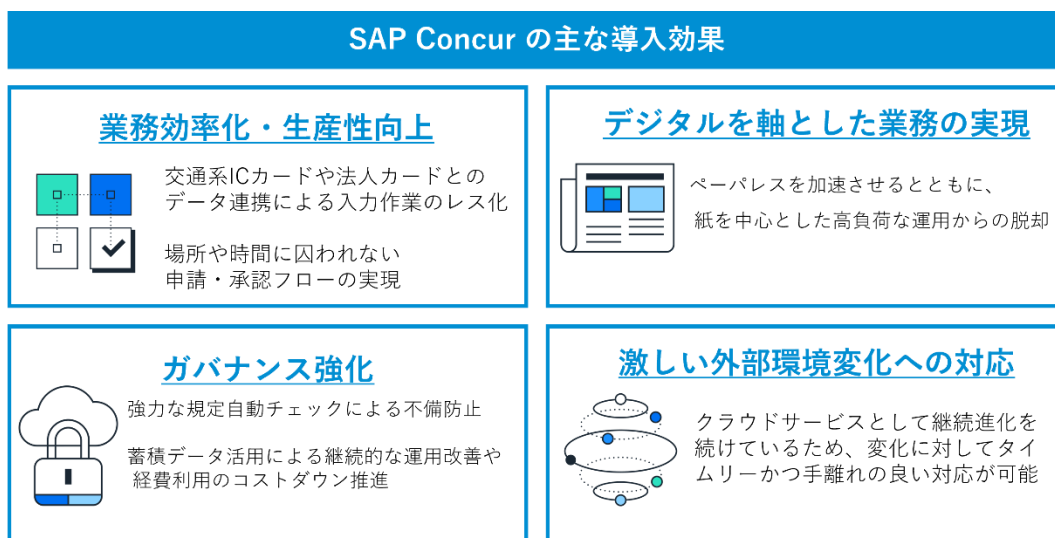 SAP Concur の主な導入効果
業務効率化・生産性向上
交通系ICカードや法人カードとの
データ連携による入力作業のレス化
場所や時間に囚われない
申請・承認フローの実現
デジタルを軸とした業務の実現
ペーパレスを加速させるとともに、
紙を中心とした高負荷な運用からの脱却
ガバナンス強化
強力な規定自動チェックによる不備防止
蓄積データ活用による継続的な運用改善や
経費利用のコストダウン推進
激しい外部環境変化への対応
クラウドサービスとして継続進化を
続けているため、変化に対してタイ
ムリーかつ手離れの良い対応が可能